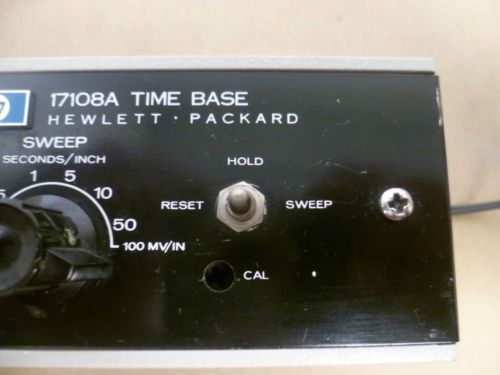 17108A TIME BASE
HEWLETT · PACKARD
SWEEP
SECONDS/INCH
HOLD
1 5
10
50
100 MV/IN
RESET SWEEP
CAL